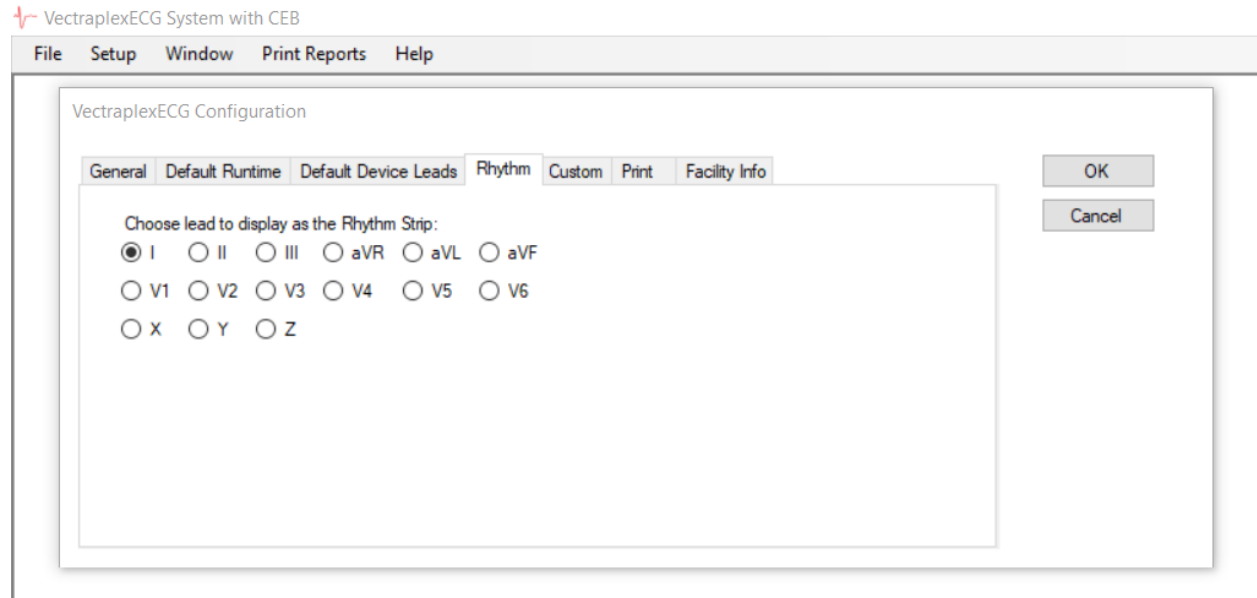 VectraplexECG System with CEB
File Setup Window Print Reports Help
VectraplexECG Configuration
General Default Runtime Default Device Leads Rhythm Custom Print Facility Info
OK
Cancel
Choose lead to display as the Rhythm Strip:
I II III aVR aVL aVF
V1 V2 V3 V4 V5 V6
X Y Z